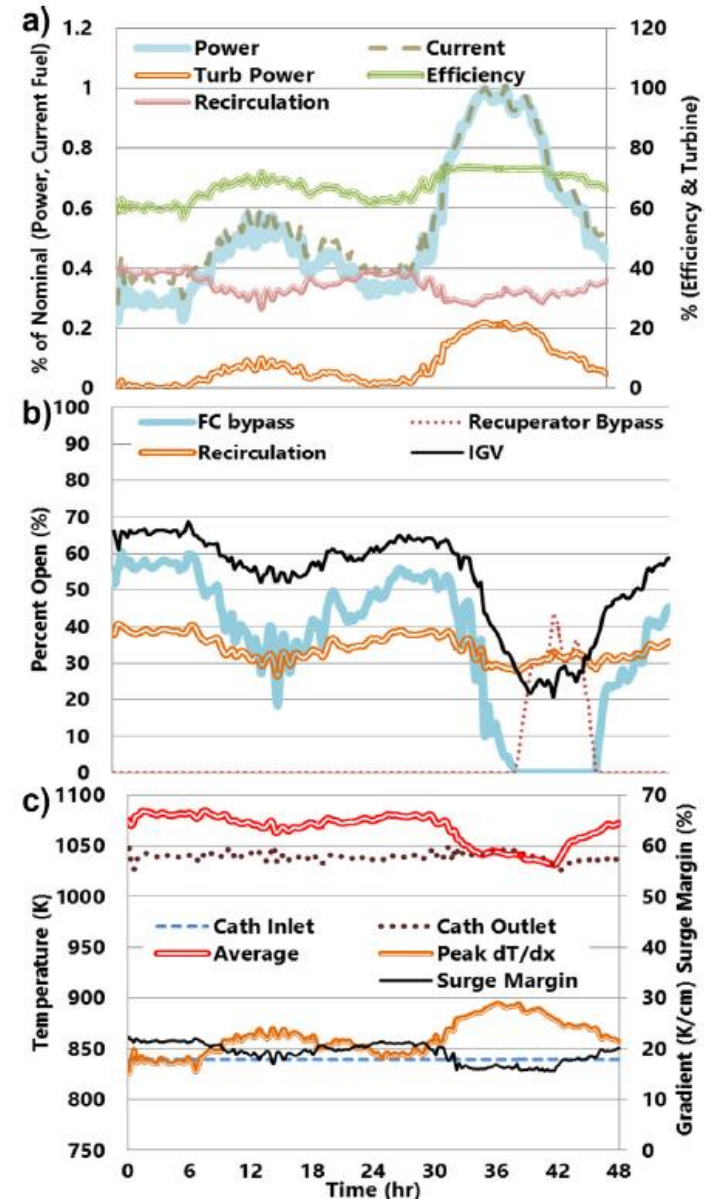 a)
1.2
1
0.8
0.6
0.4
0.2
0
% of Nominal (Power, Current Fuel)
Power
Current
Turb Power
Efficiency
Recirculation
120
100
80
60
40
20
0
% (Efficiency & Turbine)
b)
100
90
80
70
60
50
40
30
20
10
0
Percent Open (%)
FC bypass
Recuperator Bypass
Recirculation
IGV
c)
1100
1050
1000
950
900
850
800
750
Temperature (K)
Cath Inlet
Cath Outlet
Average
Peak dT/dx
Surge Margin
70
60
50
40
30
20
10
0
Gradient (K/cm) Surge Margin (%)
0 6 12 18 24 30 36 42 48
Time (hr)